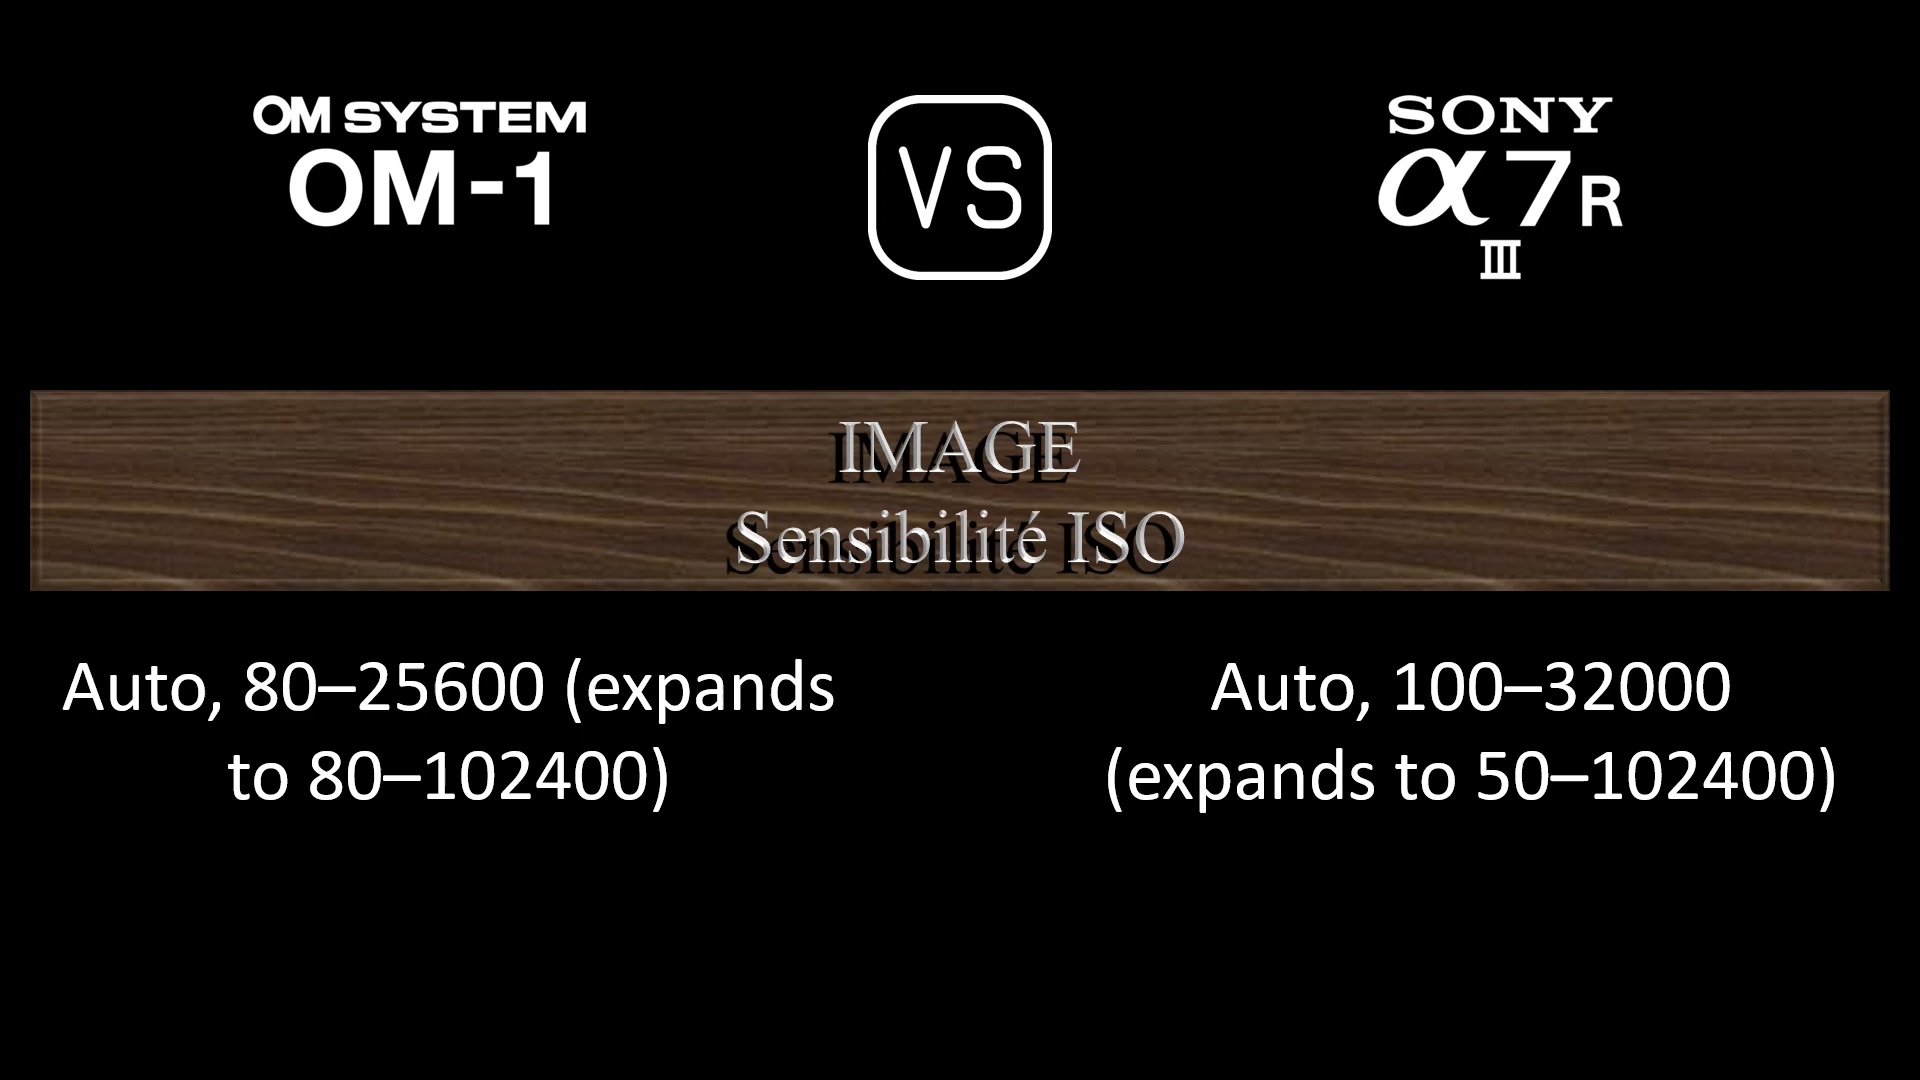 OM SYSTEM
OM-1
VS
SONY
α7R
III
IMAGE
Sensibilité ISO
Auto, 80–25600 (expands
to 80–102400)
Auto, 100–32000
(expands to 50–102400)